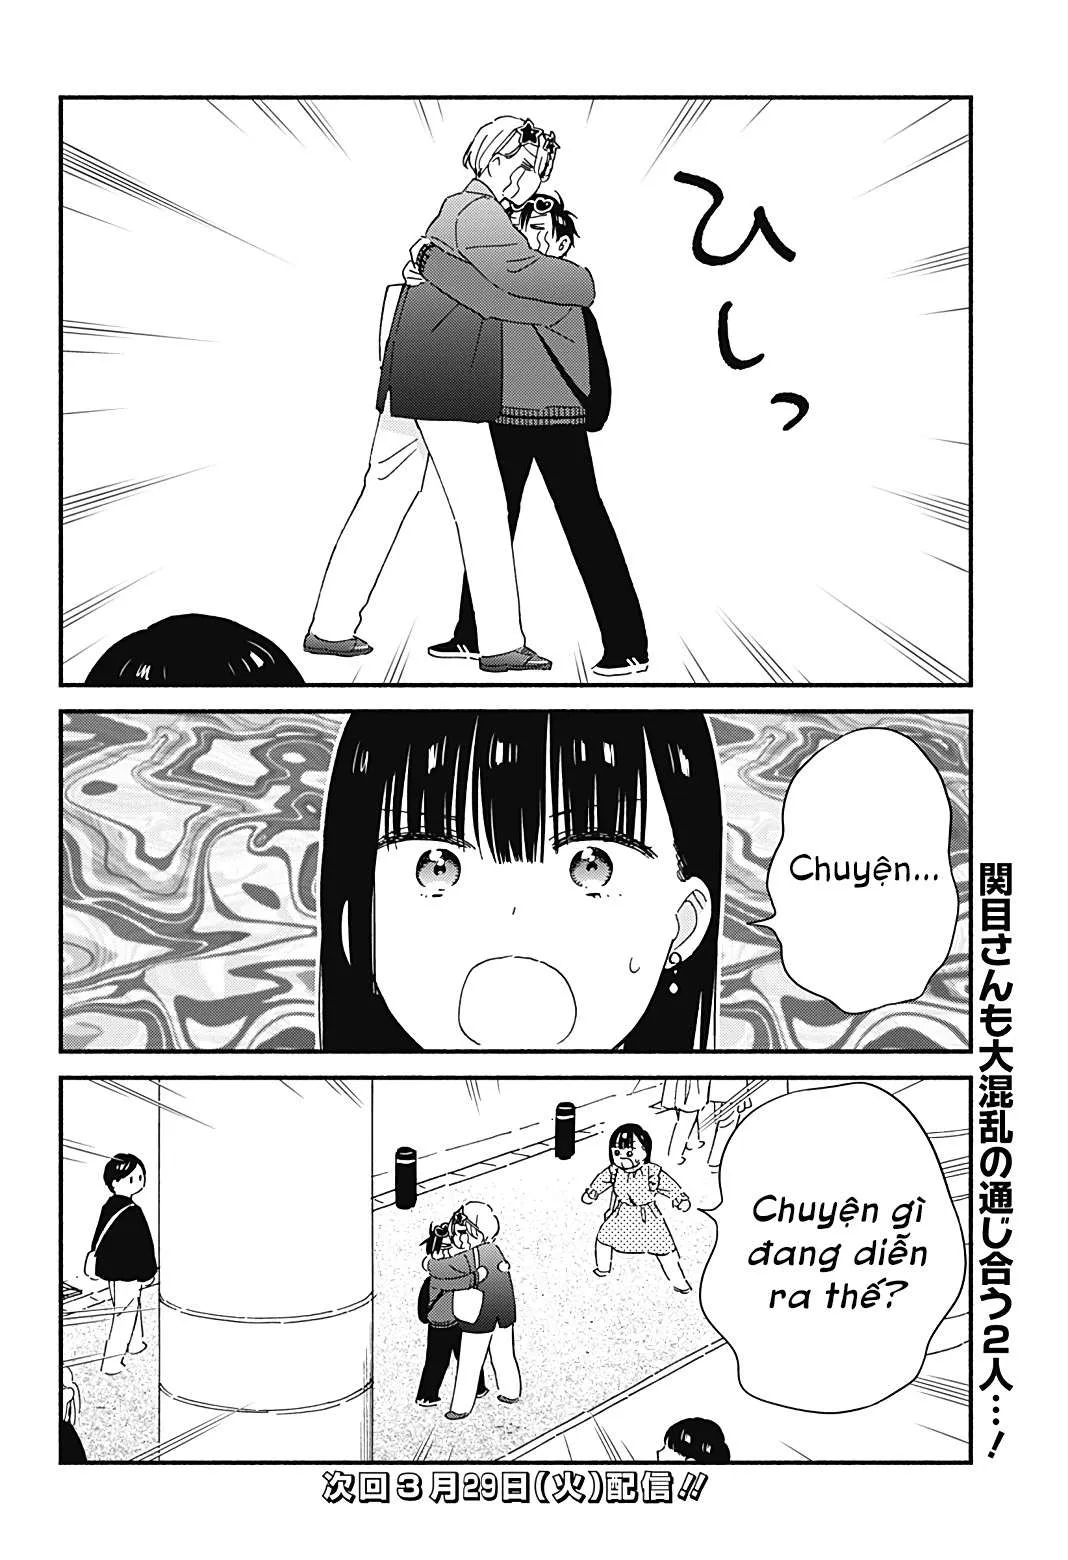 ひしっ
Chuyện...
Chuyện gì
đang diễn
ra thế?
関目さんも大混乱の通じ合う2人…!
次回3月29日(火)配信!!